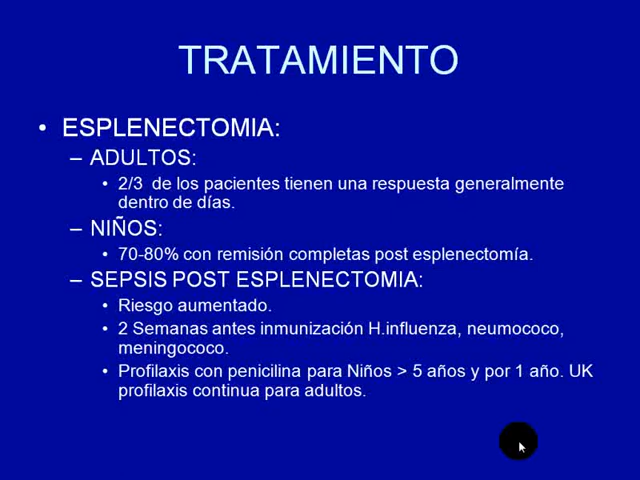 TRATAMIENTO
• ESPLENECTOMIA:
– ADULTOS:
• 2/3 de los pacientes tienen una respuesta generalmente
dentro de días.
– NIÑOS:
• 70-80% con remisión completas post esplenectomía.
– SEPSIS POST ESPLENECTOMIA:
• Riesgo aumentado.
• 2 Semanas antes inmunización H.influenza, neumococo,
meningococo.
• Profilaxis con penicilina para Niños > 5 años y por 1 año. UK
profilaxis continua para adultos.